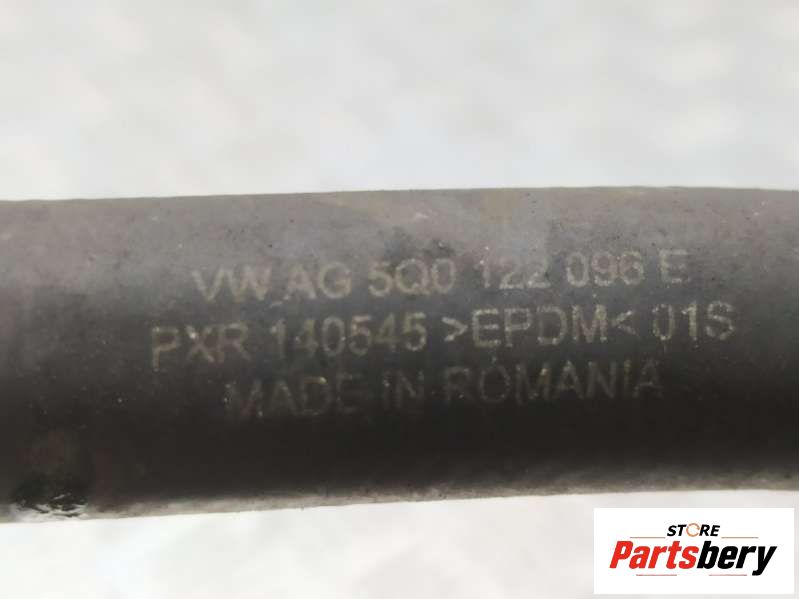 VW AG 5Q0 122 096 E
PXR 140545 >EPDM< 01S
MADE IN ROMANIA
STORE
Partsbery